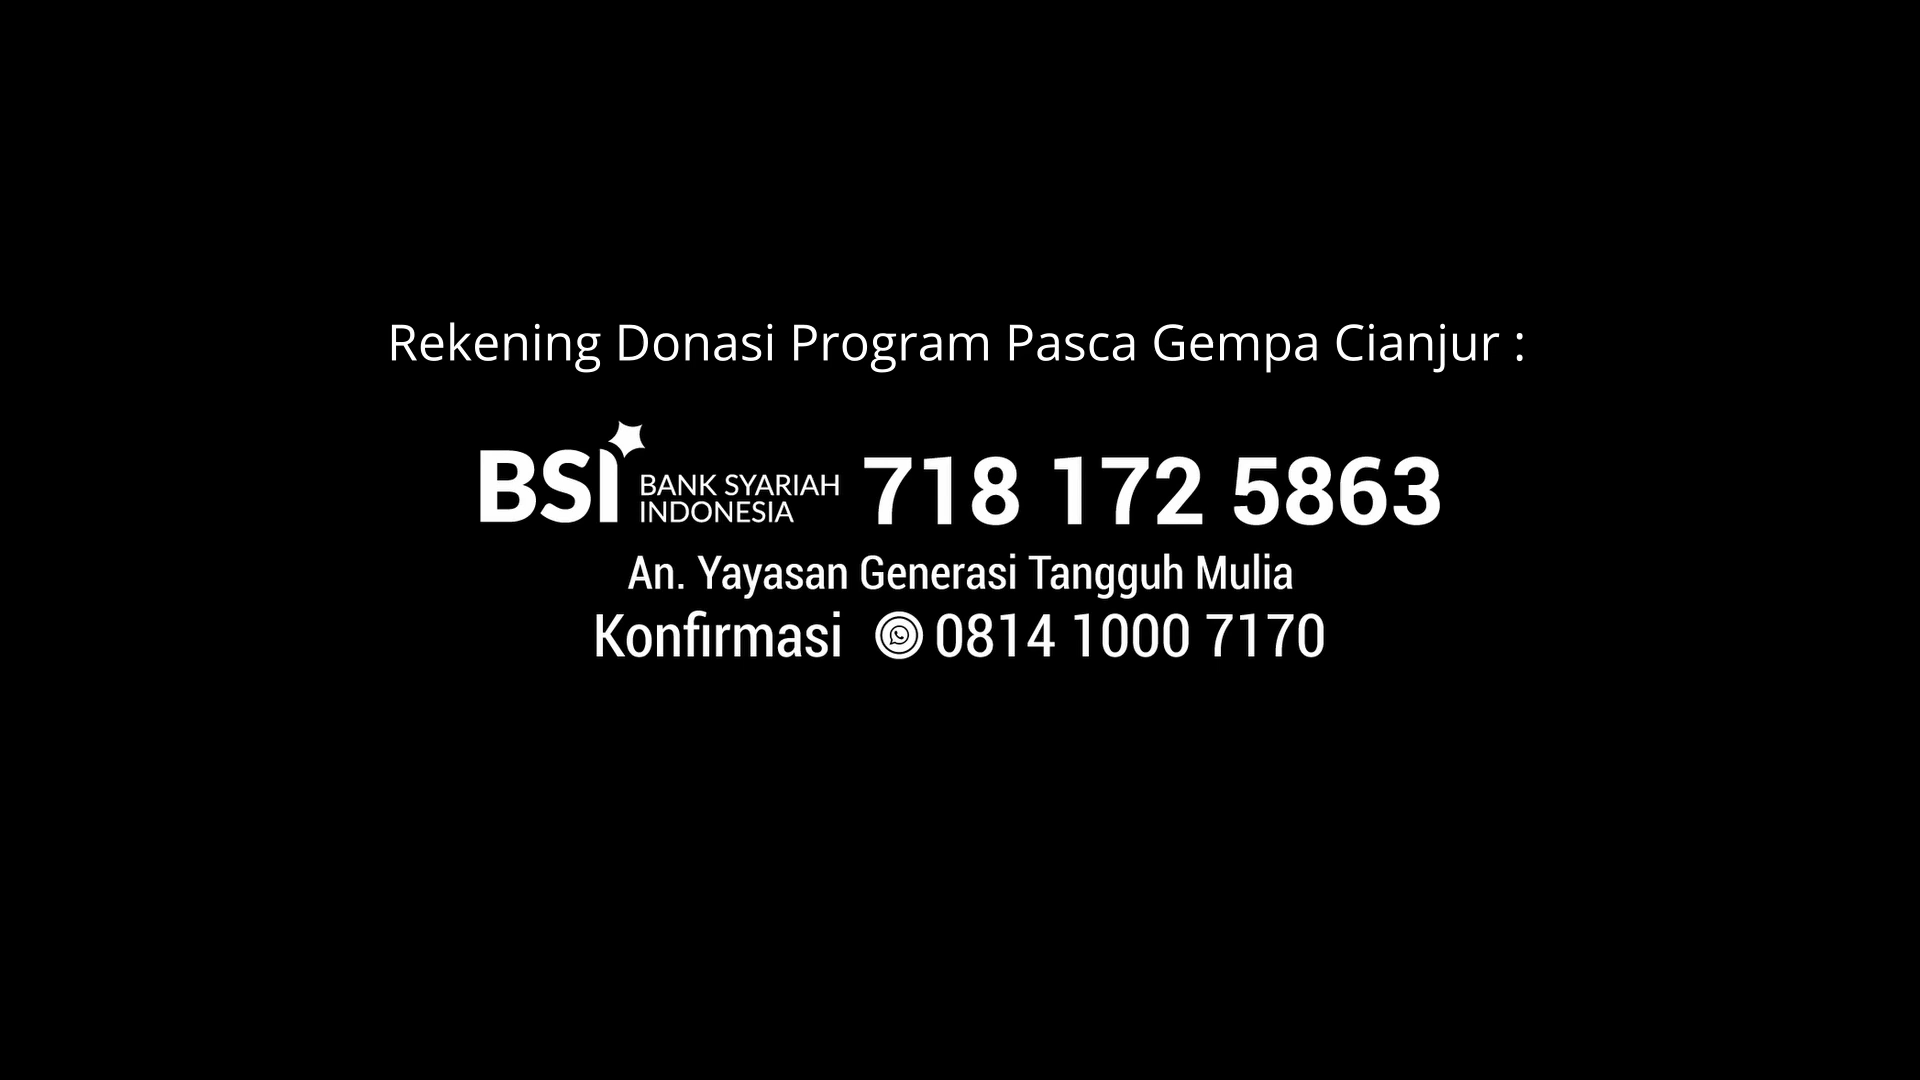 Rekening Donasi Program Pasca Gempa Cianjur :
BSI BANK SYARIAH INDONESIA 718 172 5863
An. Yayasan Generasi Tangguh Mulia
Konfirmasi 0814 1000 7170